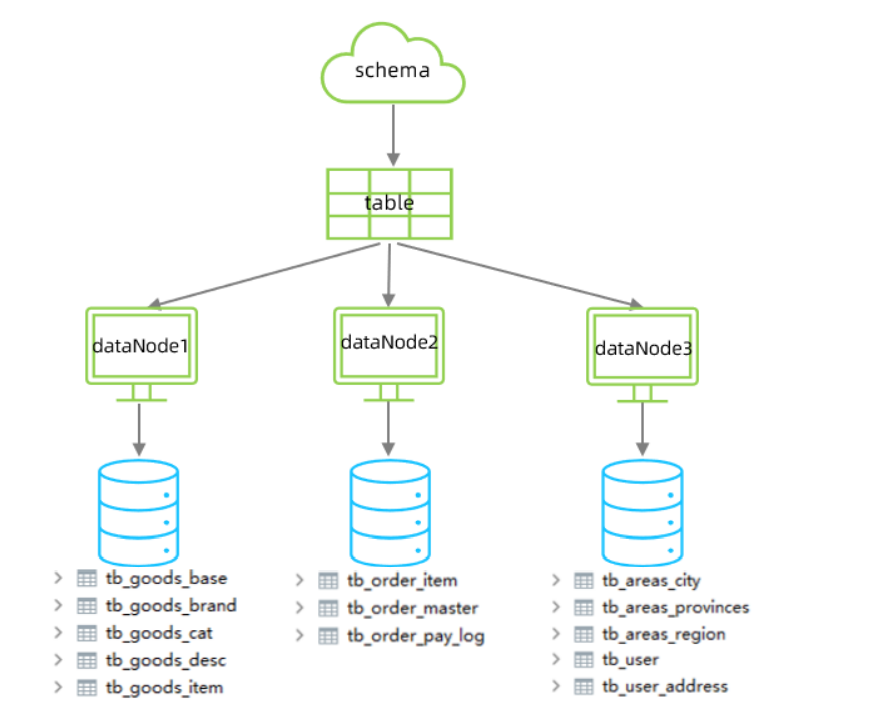 schema
table
dataNode1
dataNode2
dataNode3
tb_goods_base
tb_goods_brand
tb_goods_cat
tb_goods_desc
tb_goods_item
tb_order_item
tb_order_master
tb_order_pay_log
tb_areas_city
tb_areas_provinces
tb_areas_region
tb_user
tb_user_address